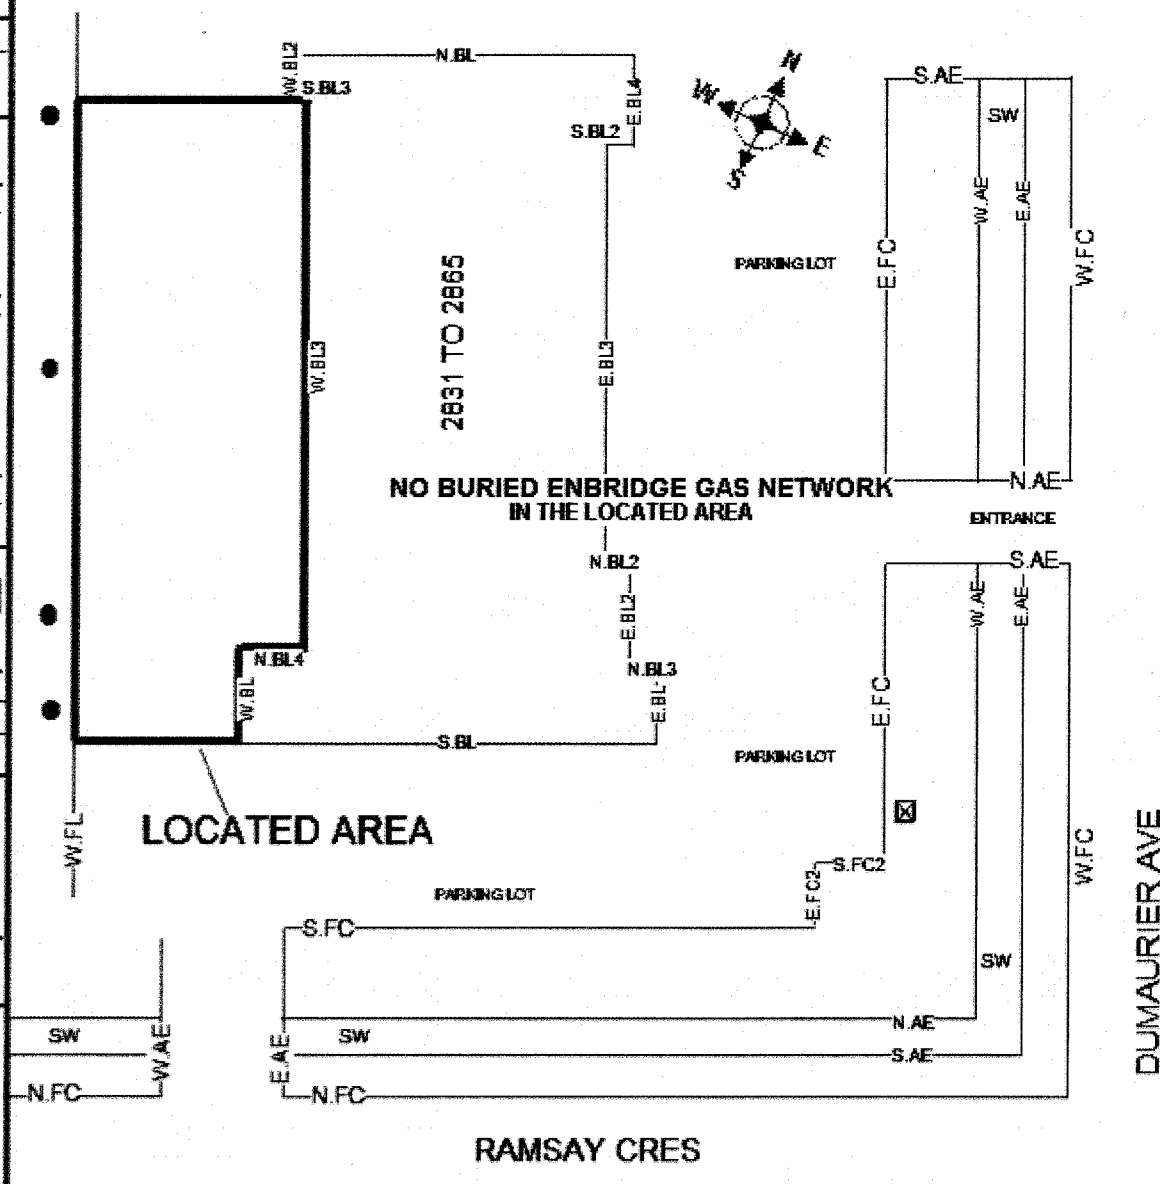 W.BL2
N.BL
S.BL3
E.BL4
S.BL2
N
W
E
S
S.AE
SW
W.AE
E.AE
E.FC
W.FC
PARKING LOT
2831 TO 2865
W.BL3
E.BL3
NO BURIED ENBRIDGE GAS NETWORK
IN THE LOCATED AREA
N.AE
ENTRANCE
N.BL2
S.AE
E.BL2
W.AE
E.AE
N.BL4
N.BL3
W.BL
E.BL
E.FC
S.BL
PARKING LOT
LOCATED AREA
W.FL
W.FC
S.FC2
E.FC2
PARKING LOT
S.FC
SW
DUMAURIER AVE
SW
W.AE
E.AE
SW
N.AE
S.AE
N.FC
N.FC
RAMSAY CRES